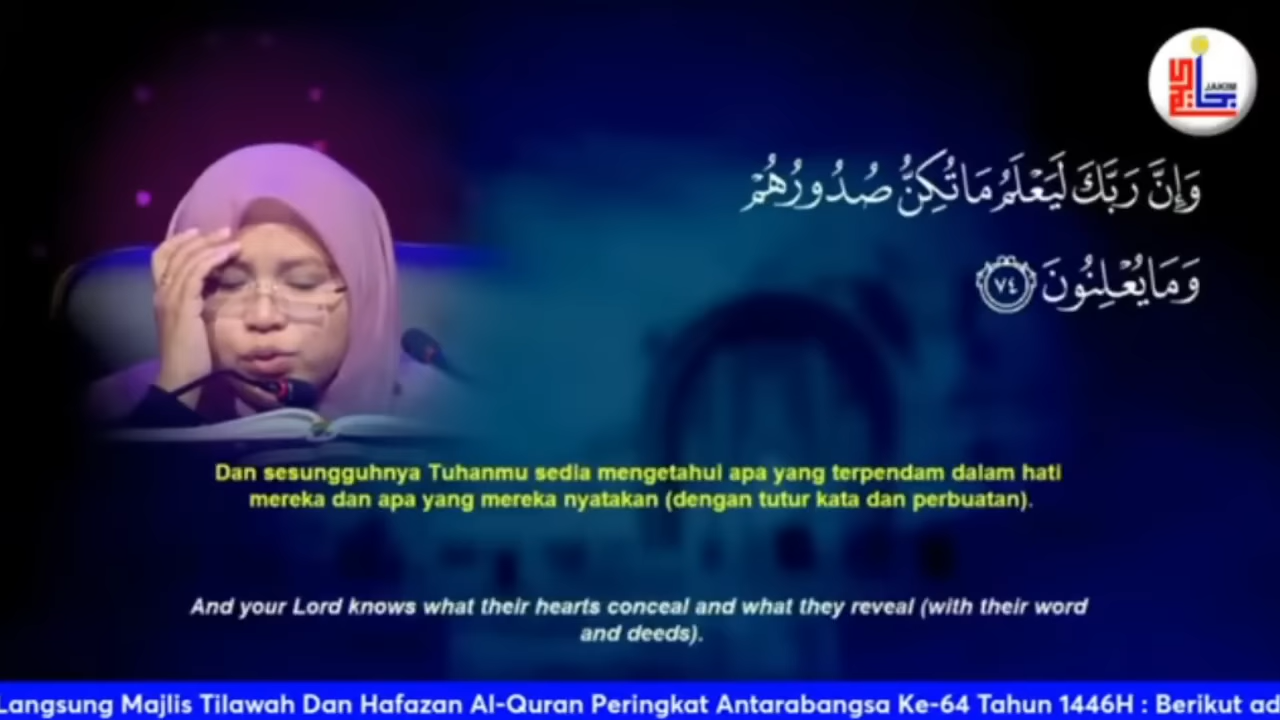 JAKIM
وَإِنَّ رَبَّكَ لَيَعْلَمُ مَا تُكِنُّ صُدُورُهُمْ
وَمَا يُعْلِنُونَ ٧٤
Dan sesungguhnya Tuhanmu sedia mengetahui apa yang terpendam dalam hati
mereka dan apa yang mereka nyatakan (dengan tutur kata dan perbuatan).
And your Lord knows what their hearts conceal and what they reveal (with their word
and deeds).
Langsung Majlis Tilawah Dan Hafazan Al-Quran Peringkat Antarabangsa Ke-64 Tahun 1446H : Berikut ad